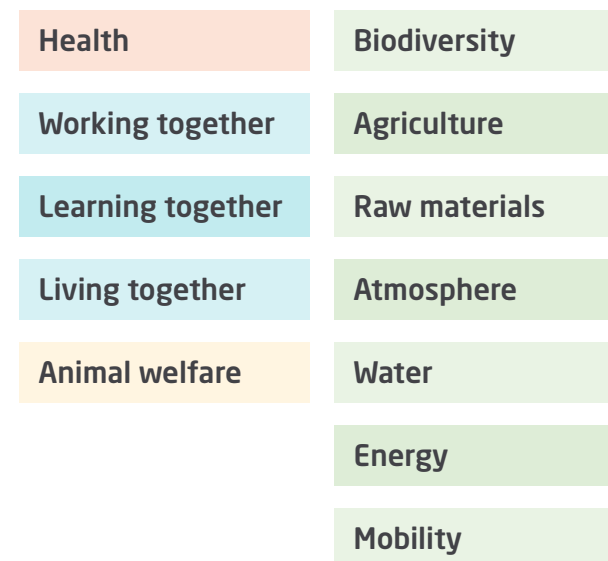 Health
Working together
Learning together
Living together
Animal welfare
Biodiversity
Agriculture
Raw materials
Atmosphere
Water
Energy
Mobility